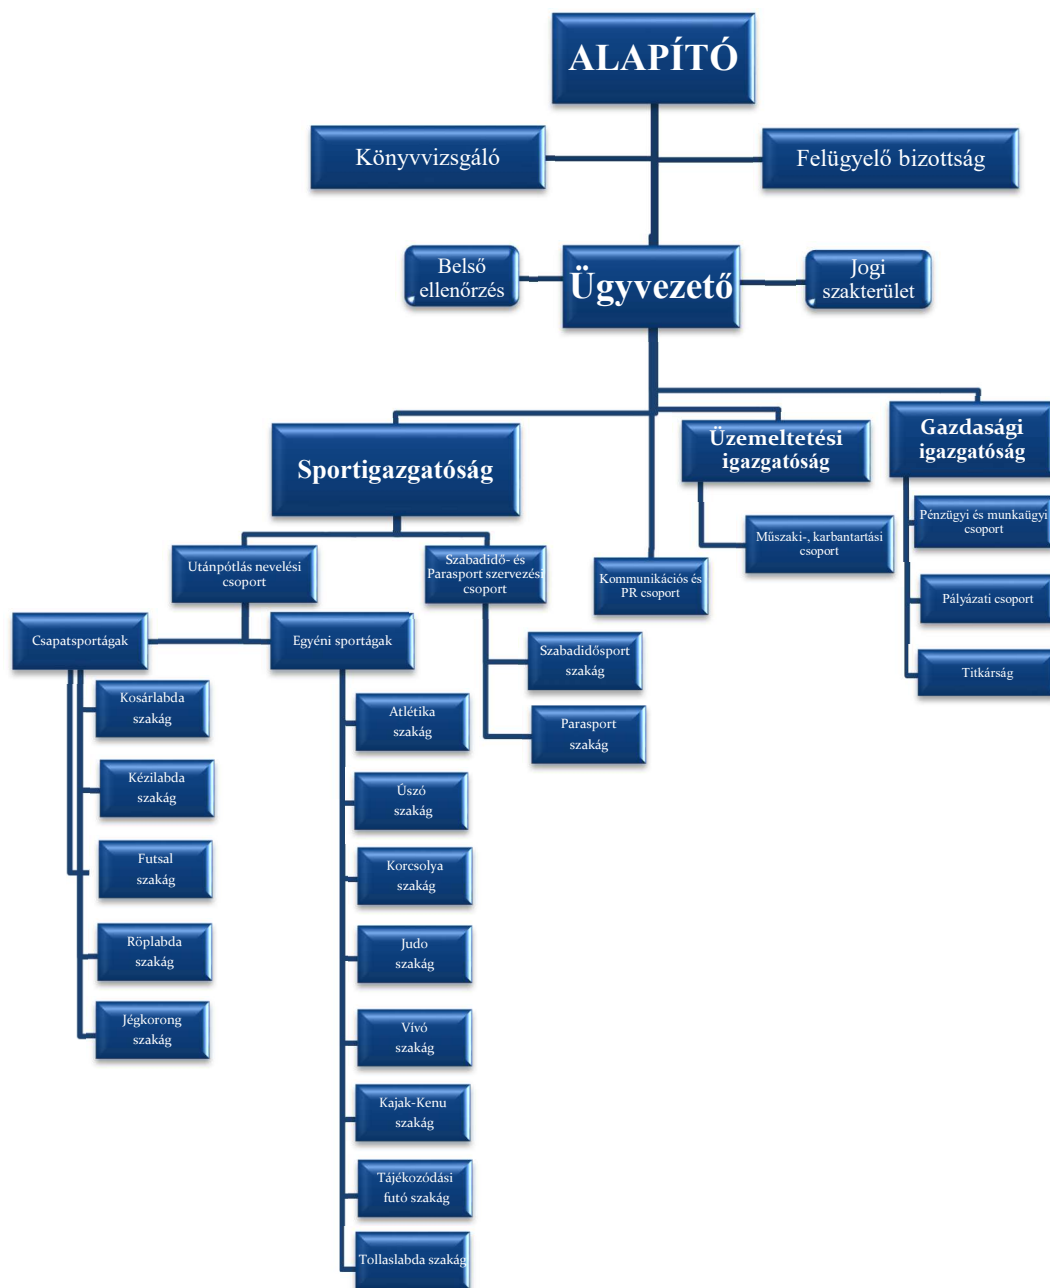 ALAPÍTÓ
Könyvvizsgáló
Felügyelő bizottság
Belső
ellenőrzés
Ügyvezető
Jogi
szakterület
Sportigazgatóság
Üzemeltetési
igazgatóság
Gazdasági
igazgatóság
Utánpótlás nevelési
csoport
Szabadidő- és
Parasport szervezési
csoport
Kommunikációs és
PR csoport
Műszaki-, karbantartási
csoport
Pénzügyi és munkaügyi
csoport
Pályázati csoport
Titkárság
Csapatsportágak
Egyéni sportágak
Szabadidősport
szakág
Parasport
szakág
Kosárlabda
szakág
Kézilabda
szakág
Futsal
szakág
Röplabda
szakág
Jégkorong
szakág
Atlétika
szakág
Úszó
szakág
Korcsolya
szakág
Judo
szakág
Vívó
szakág
Kajak-Kenu
szakág
Tájékozódási
futó szakág
Tollaslabda szakág